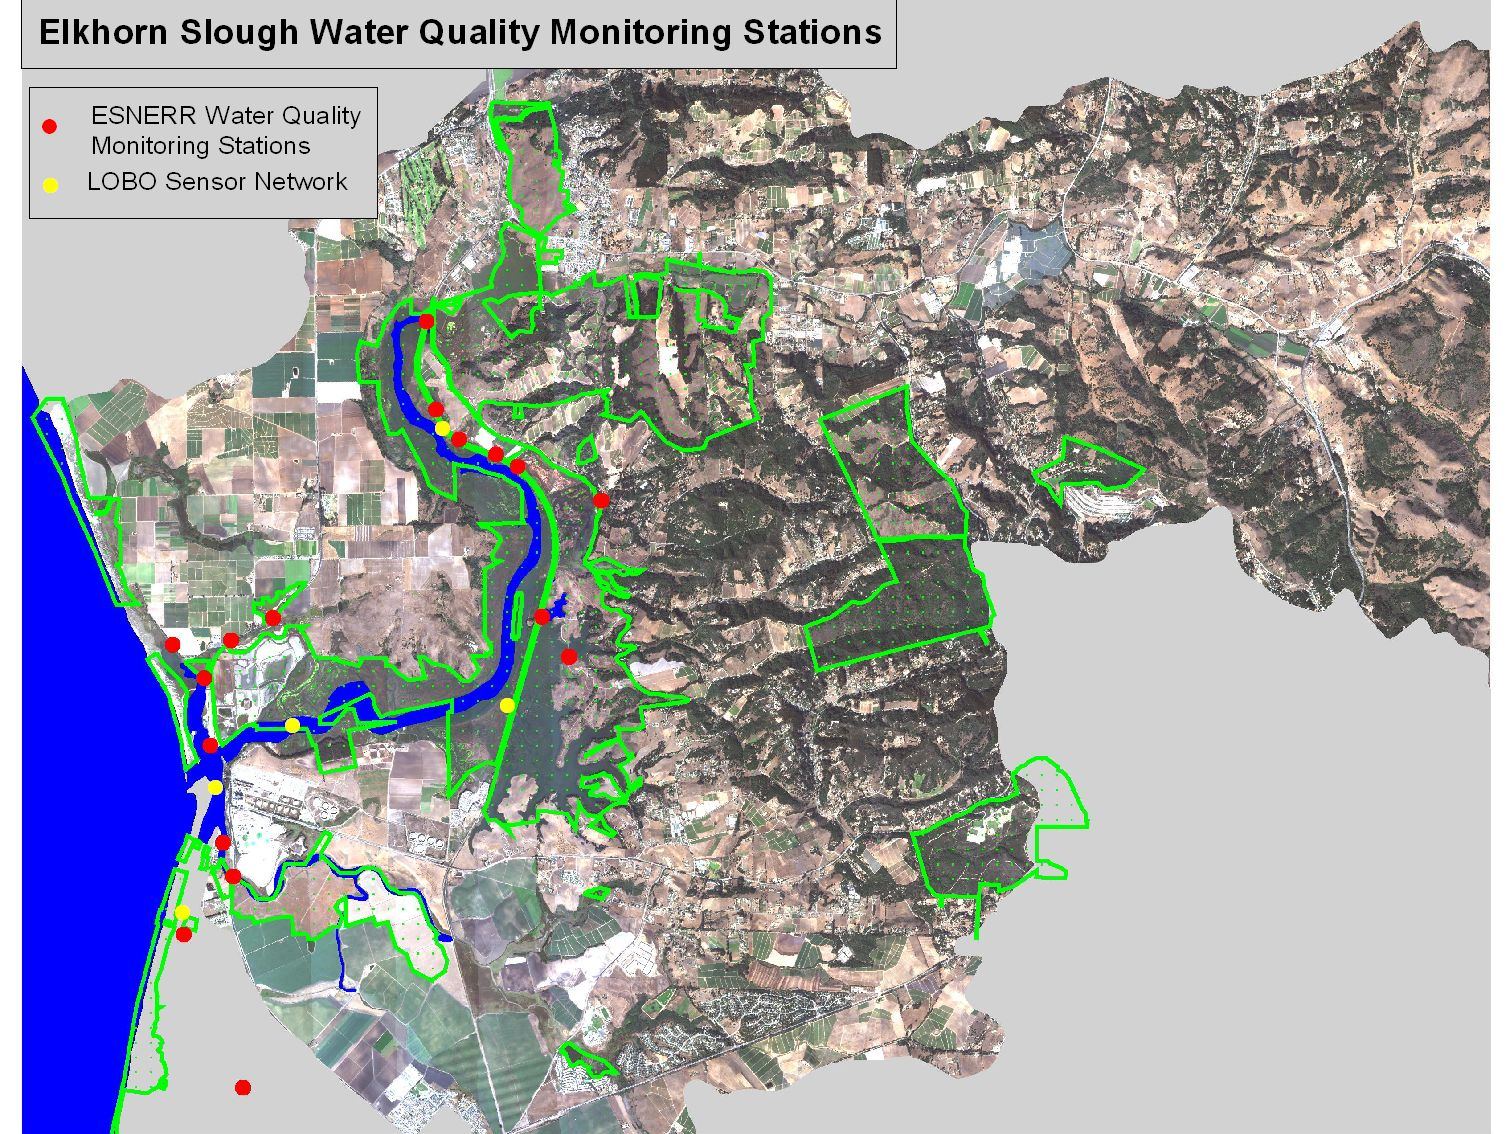 Elkhorn Slough Water Quality Monitoring Stations
ESNERR Water Quality
Monitoring Stations
LOBO Sensor Network